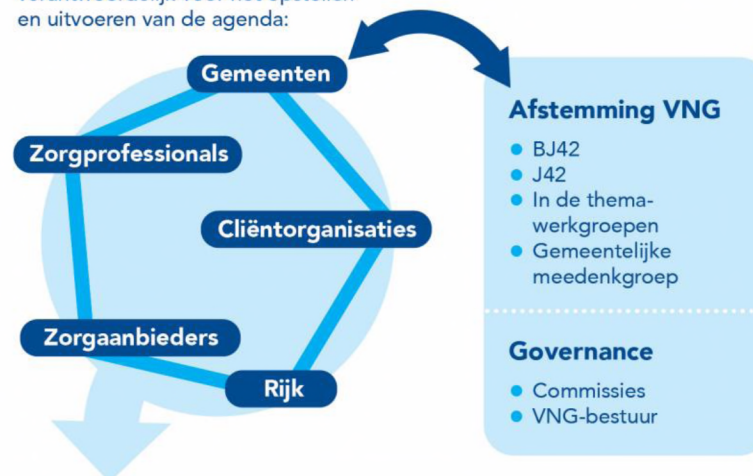 en uitvoeren van de agenda:
Gemeenten
Zorgprofessionals
Cliëntorganisaties
Zorgaanbieders
Rijk
Afstemming VNG
BJ42
J42
In de thema-
werkgroepen
Gemeentelijke
meedenkgroep
Governance
Commissies
VNG-bestuur